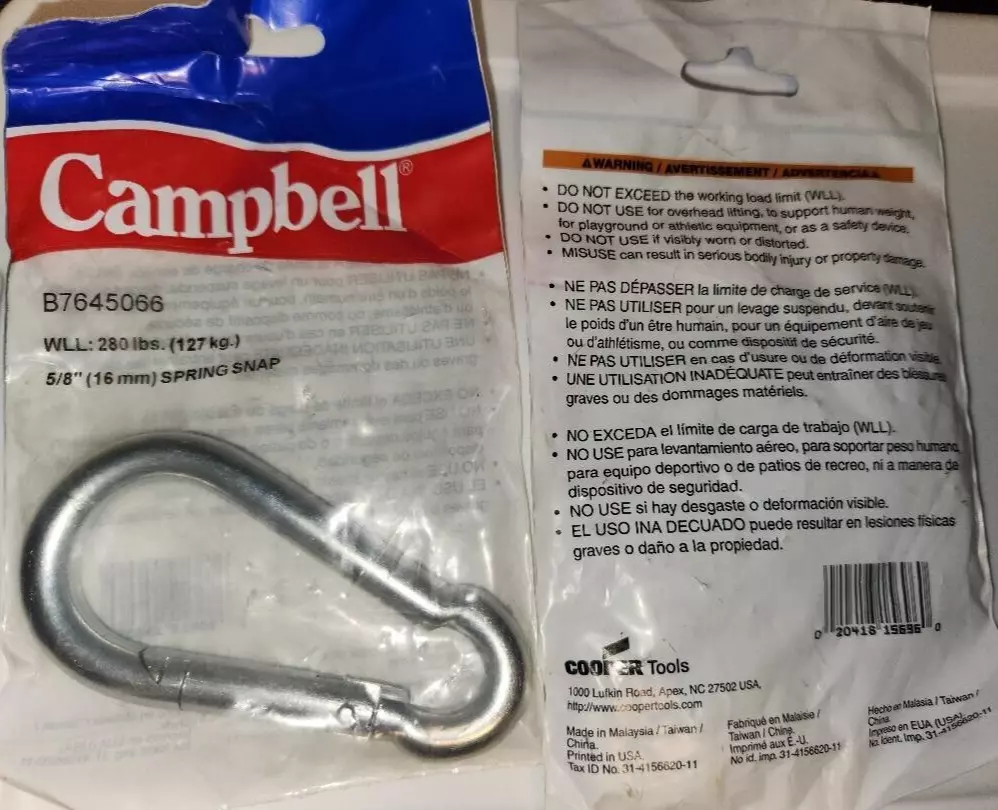 Campbell®
B7645066
WLL: 280 lbs. (127 kg.)
5/8" (16 mm) SPRING SNAP
⚠WARNING / AVERTISSEMENT / ADVERTENCIA⚠
• DO NOT EXCEED the working load limit (WLL).
• DO NOT USE for overhead lifting, to support human weight,
for playground or athletic equipment, or as a safety device.
• DO NOT USE if visibly worn or distorted.
• MISUSE can result in serious bodily injury or property damage.
• NE PAS DÉPASSER la limite de charge de service (WLL).
• NE PAS UTILISER pour un levage suspendu, devant soutenir
le poids d'un être humain, pour un équipement d'aire de jeu
ou d'athlétisme, ou comme dispositif de sécurité.
• NE PAS UTILISER en cas d'usure ou de déformation visible.
• UNE UTILISATION INADÉQUATE peut entraîner des blessures
graves ou des dommages matériels.
• NO EXCEDA el límite de carga de trabajo (WLL).
• NO USE para levantamiento aéreo, para soportar peso humano,
para equipo deportivo o de patios de recreo, ni a manera de
dispositivo de seguridad.
• NO USE si hay desgaste o deformación visible.
• EL USO INA DECUADO puede resultar en lesiones físicas
graves o daño a la propiedad.
0 20418 15696 0
COOPER Tools
1000 Lufkin Road, Apex, NC 27502 USA
http://www.coopertools.com
Made in Malaysia / Taiwan /
China.
Printed in USA.
Tax ID No. 31-4156620-11
Fabriqué en Malaisie /
Taiwan / Chine.
Imprimé aux É.-U.
No id. imp. 31-4156620-11
Hecho en Malasia / Taiwan /
China.
Impreso en EUA (USA).
No. Ident. Imp. 31-4156620-11